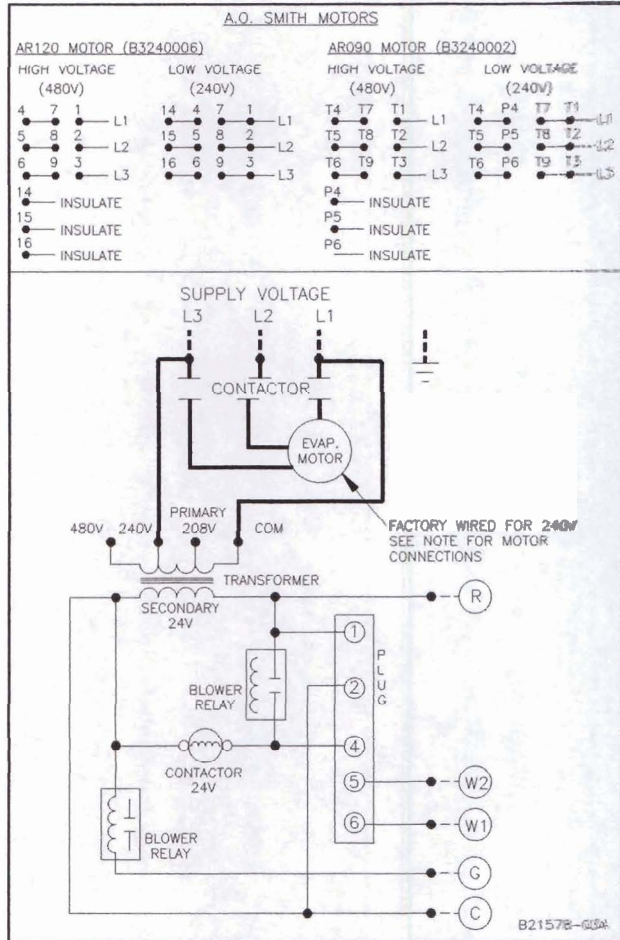 A.O. SMITH MOTORS
AR120 MOTOR (B3240006)
HIGH VOLTAGE
(480V)
4 7 1
L1
5 8 2
L2
6 9 3
L3
14
INSULATE
15
INSULATE
16
INSULATE
LOW VOLTAGE
(240V)
14 4 7 1
L1
15 5 8 2
L2
16 6 9 3
L3
AR090 MOTOR (B3240002)
HIGH VOLTAGE
(480V)
T4 T7 T1
L1
T5 T8 T2
L2
T6 T9 T3
L3
P4
INSULATE
P5
INSULATE
P6
INSULATE
LOW VOLTAGE
(240V)
T4 P4 T7 T1
L1
T5 P5 T8 T2
L2
T6 P6 T9 T3
L3
SUPPLY VOLTAGE
L3 L2 L1
CONTACTOR
EVAP.
MOTOR
FACTORY WIRED FOR 240V
SEE NOTE FOR MOTOR
CONNECTIONS
PRIMARY
480V 240V 208V COM
TRANSFORMER
SECONDARY
24V
R
1
PLUG
2
BLOWER
RELAY
4
CONTACTOR
24V
5
W2
6
W1
BLOWER
RELAY
G
C